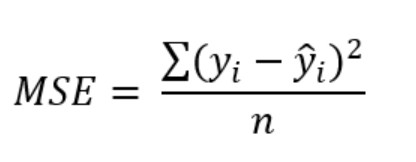 MSE = ∑(yᵢ − ŷᵢ)² / n